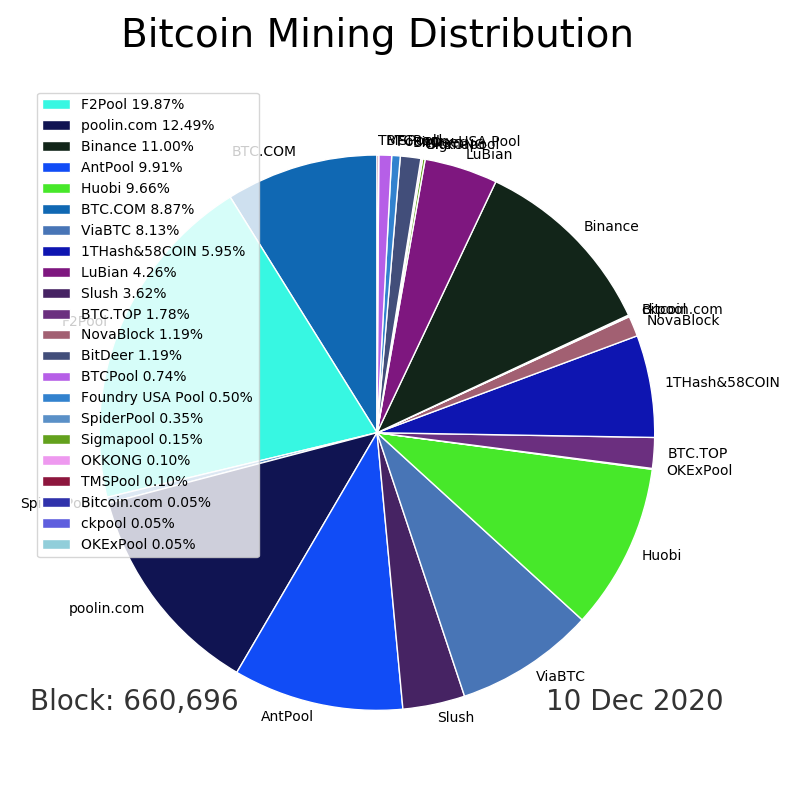 Bitcoin Mining Distribution
F2Pool 19.87%
poolin.com 12.49%
Binance 11.00%
AntPool 9.91%
Huobi 9.66%
BTC.COM 8.87%
ViaBTC 8.13%
1THash&58COIN 5.95%
LuBian 4.26%
Slush 3.62%
BTC.TOP 1.78%
NovaBlock 1.19%
BitDeer 1.19%
BTCPool 0.74%
Foundry USA Pool 0.50%
SpiderPool 0.35%
Sigmapool 0.15%
OKKONG 0.10%
TMSPool 0.10%
Bitcoin.com 0.05%
ckpool 0.05%
OKExPool 0.05%
BTC.COM
LuBian
Binance
NovaBlock
F2Pool
1THash&58COIN
BTC.TOP
OKExPool
Huobi
poolin.com
ViaBTC
AntPool
Slush
Block: 660,696
10 Dec 2020